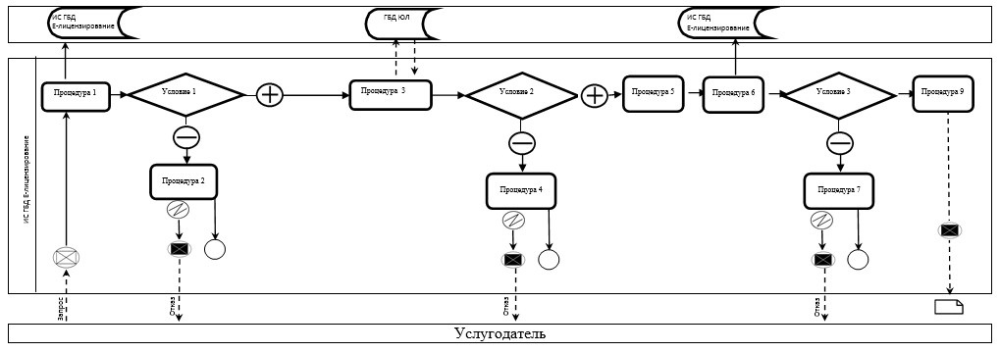 ИС ГБД
Е-лицензирование
ГБД ЮЛ
ИС ГБД
Е-лицензирование
ИС ГБД Е-лицензирование
Процедура 1
Условие 1
Процедура 3
Условие 2
Процедура 5
Процедура 6
Условие 3
Процедура 9
Процедура 2
Процедура 4
Процедура 7
Запрос
Отказ
Отказ
Отказ
Услугодатель